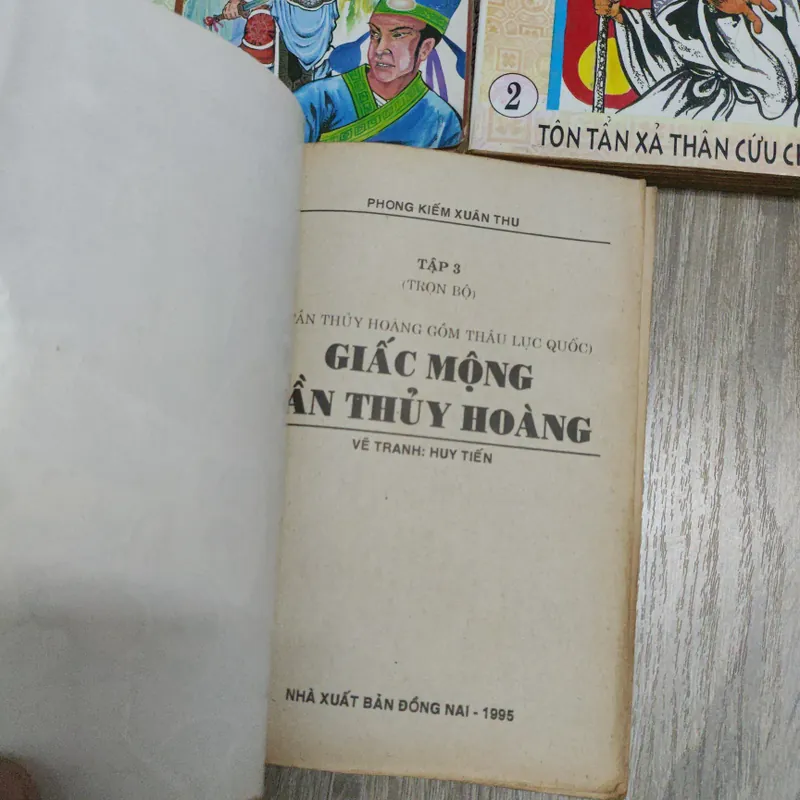 2
TÔN TẨN XẢ THÂN CỨU
PHONG KIẾM XUÂN THU
TẬP 3
(TRỌN BỘ)
THỦY HOÀNG GỒM THÂU LỤC QUỐC)
GIẤC MỘNG
THỦY HOÀNG
VẼ TRANH: HUY TIẾN
NHÀ XUẤT BẢN ĐỒNG NAI - 1995